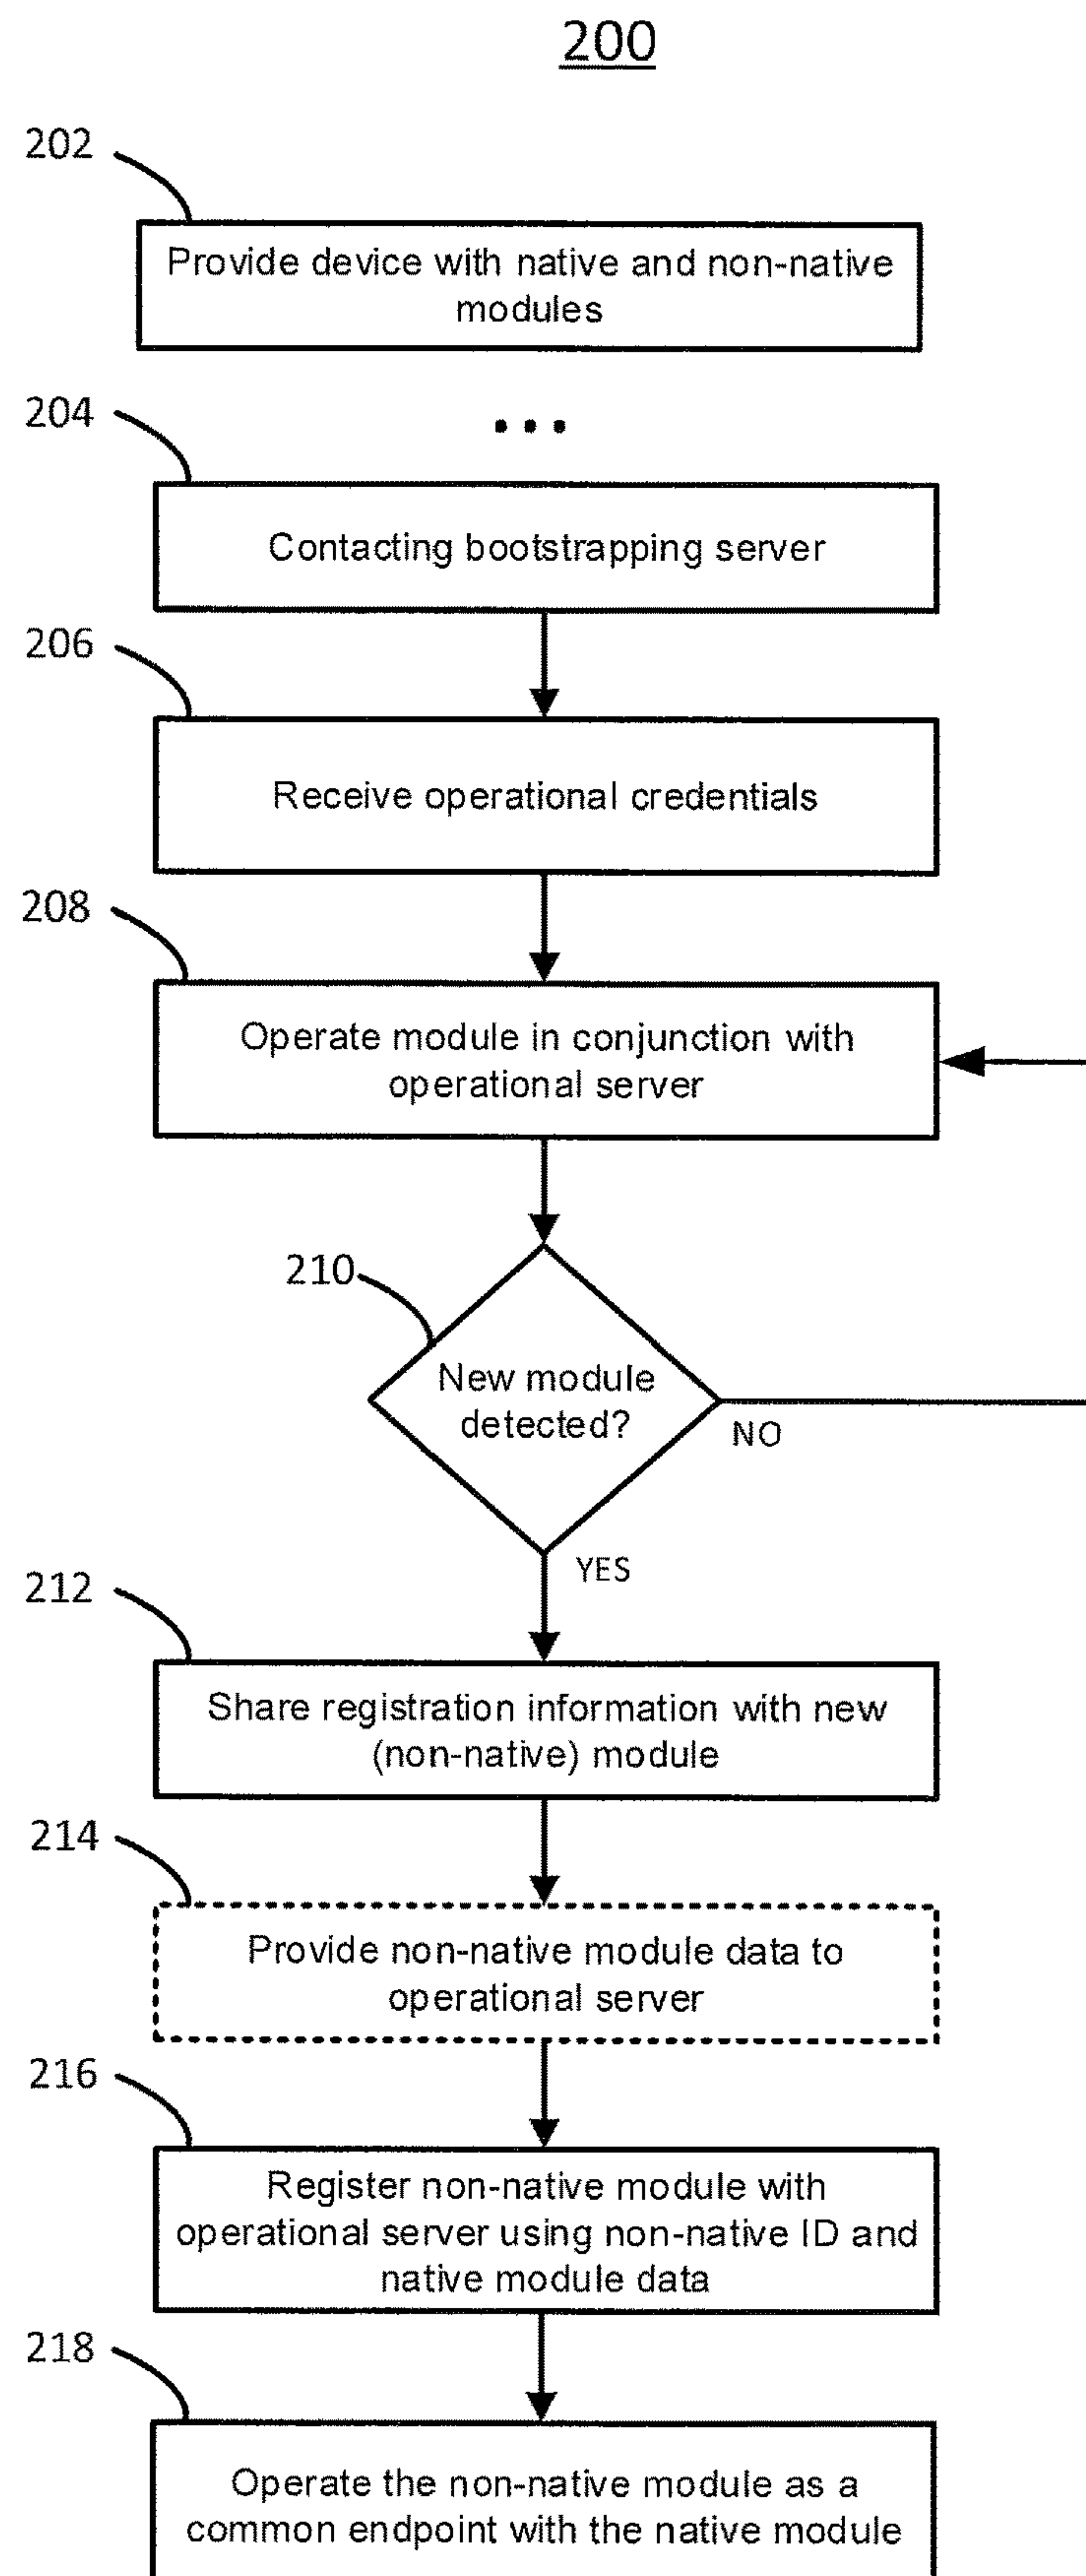 200
202
Provide device with native and non-native
modules
204
...
Contacting bootstrapping server
206
Receive operational credentials
208
Operate module in conjunction with
operational server
210
New module
detected?
NO
YES
212
Share registration information with new
(non-native) module
214
Provide non-native module data to
operational server
216
Register non-native module with
operational server using non-native ID and
native module data
218
Operate the non-native module as a
common endpoint with the native module